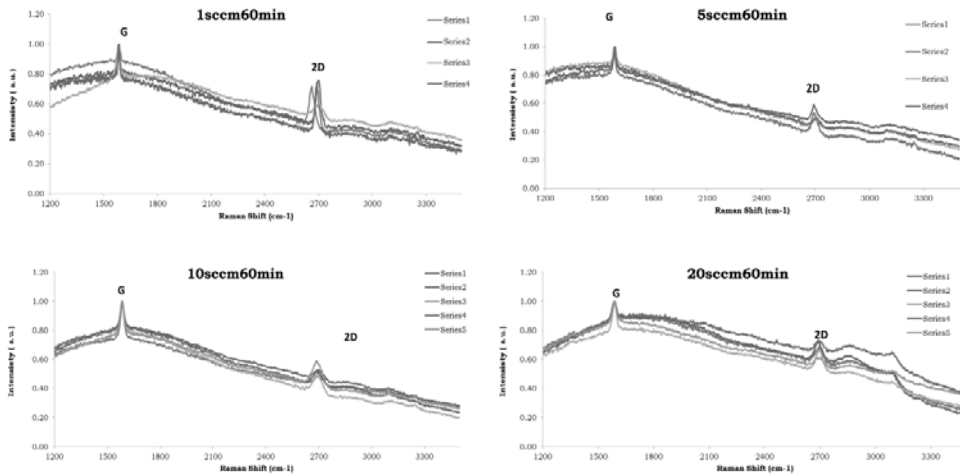 1sccm60min
G
2D
Series1
Series2
Series3
Series4
Intensisty ( a.u.)
1.20
1.00
0.80
0.60
0.40
0.20
0.00
1200 1500 1800 2100 2400 2700 3000 3300
Raman Shift (cm-1)
5sccm60min
G
2D
Series1
Series2
Series3
Series4
Intensisty ( a.u.)
1.20
1.00
0.80
0.60
0.40
0.20
0.00
1200 1500 1800 2100 2400 2700 3000 3300
Raman Shift (cm-1)
10sccm60min
G
2D
Series1
Series2
Series3
Series4
Series5
Intensisty ( a.u.)
1.20
1.00
0.80
0.60
0.40
0.20
0.00
1200 1500 1800 2100 2400 2700 3000 3300
Raman Shift (cm-1)
20sccm60min
G
2D
Series1
Series2
Series3
Series4
Series5
Intensisty ( a.u.)
1.20
1.00
0.80
0.60
0.40
0.20
0.00
1200 1500 1800 2100 2400 2700 3000 3300
Raman Shift (cm-1)